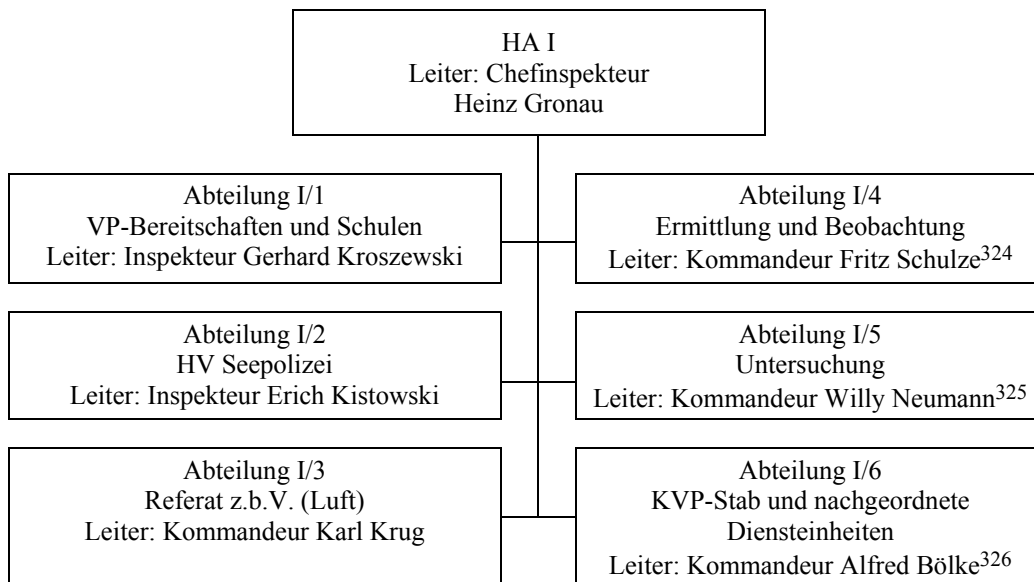 HA I
Leiter: Chefinspekteur
Heinz Gronau
Abteilung I/1
VP-Bereitschaften und Schulen
Leiter: Inspekteur Gerhard Kroszewski
Abteilung I/4
Ermittlung und Beobachtung
Leiter: Kommandeur Fritz Schulze324
Abteilung I/2
HV Seepolizei
Leiter: Inspekteur Erich Kistowski
Abteilung I/5
Untersuchung
Leiter: Kommandeur Willy Neumann325
Abteilung I/3
Referat z.b.V. (Luft)
Leiter: Kommandeur Karl Krug
Abteilung I/6
KVP-Stab und nachgeordnete
Diensteinheiten
Leiter: Kommandeur Alfred Bölke326